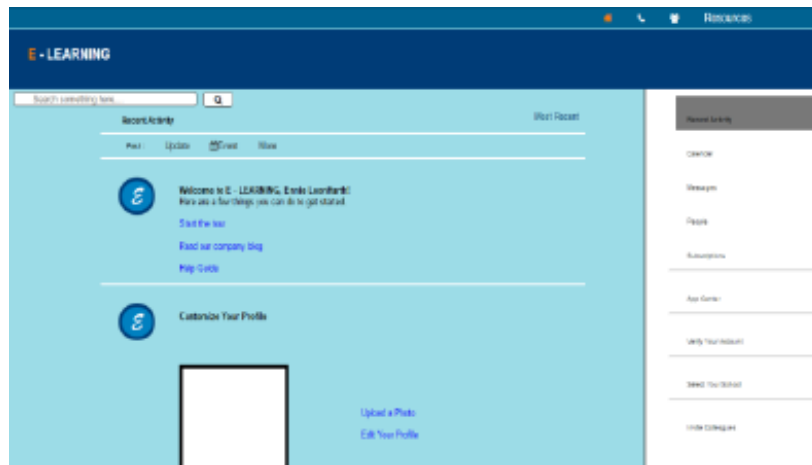 Resources
E - LEARNING
Search something here...
Recent Activity
Most Recent
Post :
Update
Event
More
E
Welcome to E - LEARNING, Ennio Leonfanti!
Here are a few things you can do to get started.
Start the tour
Read our company blog
Help Guide
E
Customize Your Profile
Upload a Photo
Edit Your Profile
Recent Activity
Calendar
Messages
People
Subscriptions
App Center
Verify Your Account
Select You School
Invite Colleagues